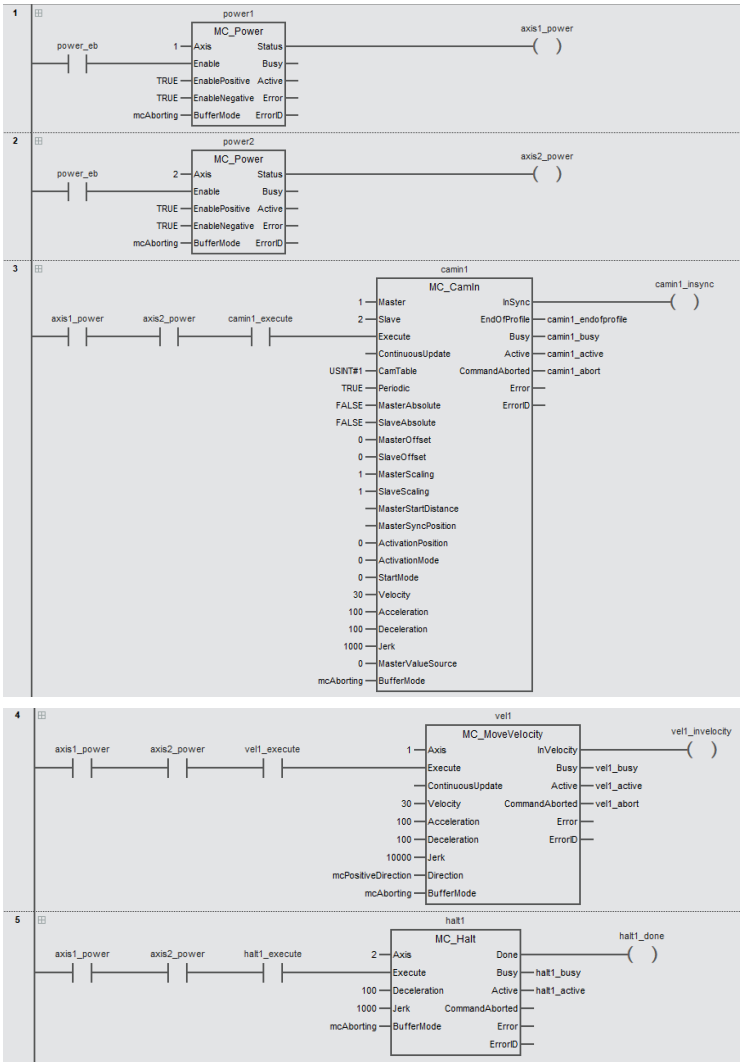 1
power1
MC_Power
axis1_power
power_eb
1 Axis Status
Enable Busy
TRUE EnablePositive Active
TRUE EnableNegative Error
mcAborting BufferMode ErrorID
2
power2
MC_Power
axis2_power
power_eb
2 Axis Status
Enable Busy
TRUE EnablePositive Active
TRUE EnableNegative Error
mcAborting BufferMode ErrorID
3
camin1
MC_CamIn
camin1_insync
1 Master InSync
axis1_power axis2_power camin1_execute
2 Slave EndOfProfile camin1_endofprofile
Execute Busy camin1_busy
ContinuousUpdate Active camin1_active
USINT#1 CamTable CommandAborted camin1_abort
TRUE Periodic Error
FALSE MasterAbsolute ErrorID
FALSE SlaveAbsolute
0 MasterOffset
0 SlaveOffset
1 MasterScaling
1 SlaveScaling
MasterStartDistance
MasterSyncPosition
0 ActivationPosition
0 ActivationMode
0 StartMode
30 Velocity
100 Acceleration
100 Deceleration
1000 Jerk
0 MasterValueSource
mcAborting BufferMode
4
vel1
MC_MoveVelocity
vel1_invelocity
axis1_power axis2_power vel1_execute
1 Axis InVelocity
Execute Busy vel1_busy
ContinuousUpdate Active vel1_active
30 Velocity CommandAborted vel1_abort
100 Acceleration Error
100 Deceleration ErrorID
10000 Jerk
mcPositiveDirection Direction
mcAborting BufferMode
5
halt1
MC_Halt
halt1_done
axis1_power axis2_power halt1_execute
2 Axis Done
Execute Busy halt1_busy
100 Deceleration Active halt1_active
1000 Jerk CommandAborted
mcAborting BufferMode Error
ErrorID